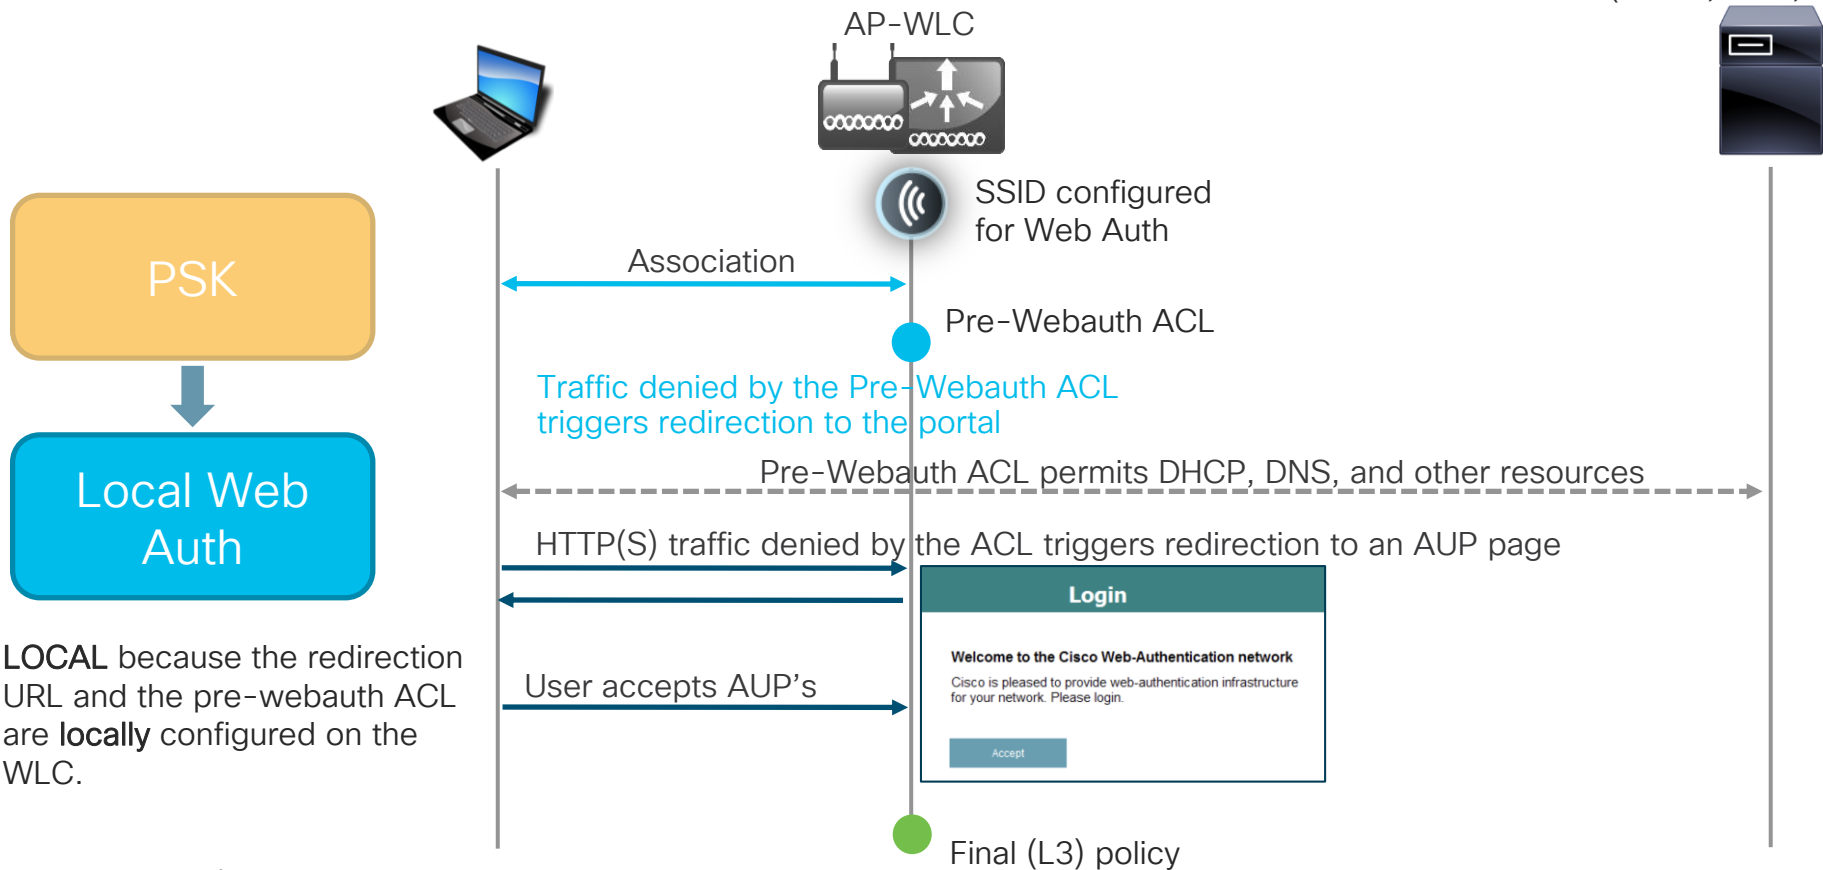 AP-WLC
SSID configured
for Web Auth
PSK
Association
Pre-Webauth ACL
Traffic denied by the Pre-Webauth ACL
triggers redirection to the portal
Local Web
Auth
Pre-Webauth ACL permits DHCP, DNS, and other resources
HTTP(S) traffic denied by the ACL triggers redirection to an AUP page
Login
Welcome to the Cisco Web-Authentication network
Cisco is pleased to provide web-authentication infrastructure
for your network. Please login.
Accept
LOCAL because the redirection
URL and the pre-webauth ACL
are locally configured on the
WLC.
User accepts AUP's
Final (L3) policy